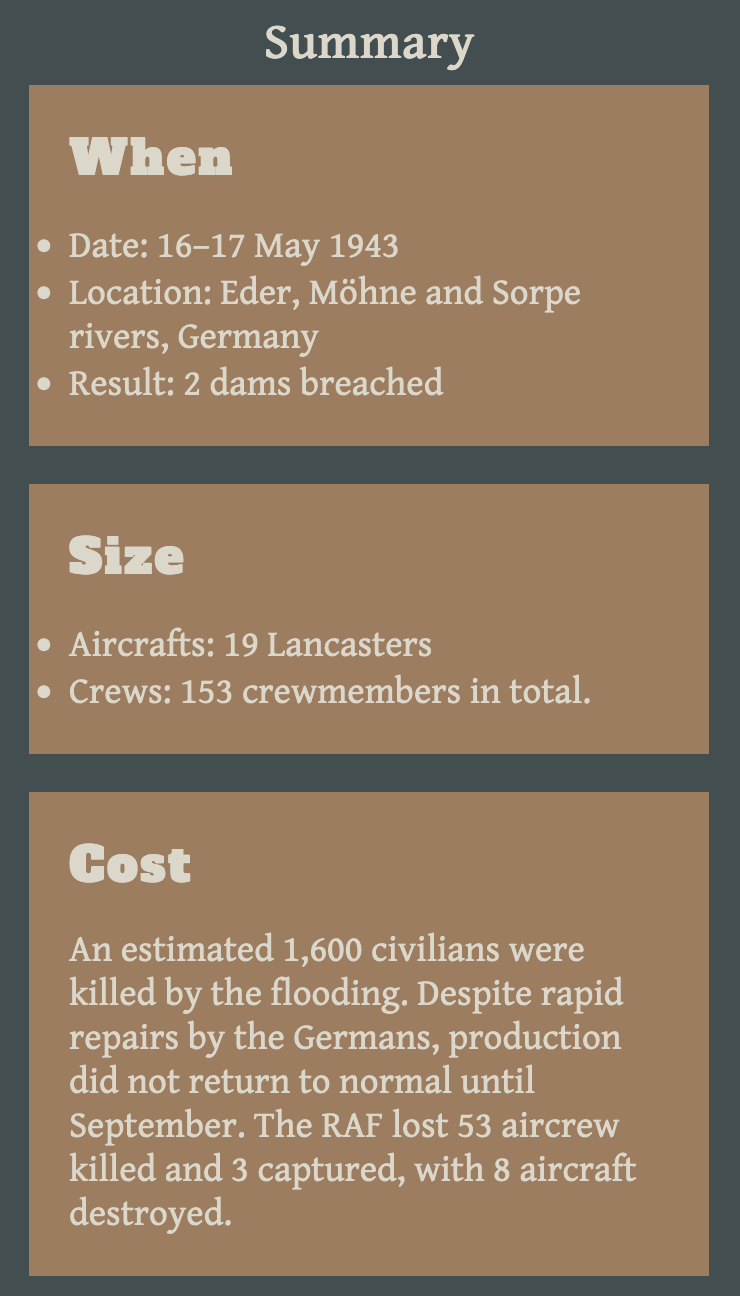 Summary
When
• Date: 16–17 May 1943
• Location: Eder, Möhne and Sorpe
rivers, Germany
• Result: 2 dams breached
Size
• Aircrafts: 19 Lancasters
• Crews: 153 crewmembers in total.
Cost
An estimated 1,600 civilians were
killed by the flooding. Despite rapid
repairs by the Germans, production
did not return to normal until
September. The RAF lost 53 aircrew
killed and 3 captured, with 8 aircraft
destroyed.